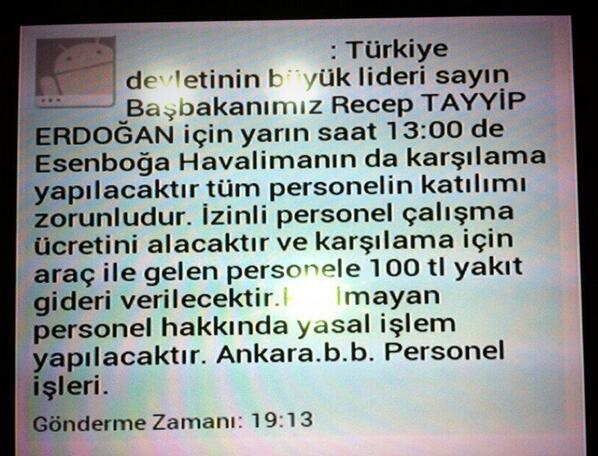 : Türkiye
devletinin büyük lideri sayın
Başbakanımız Recep TAYYİP
ERDOĞAN için yarın saat 13:00 de
Esenboğa Havalimanın da karşılama
yapılacaktır tüm personelin katılımı
zorunludur. İzinli personel çalışma
ücretini alacaktır ve karşılama için
araç ile gelen personele 100 tl yakıt
gideri verilecektir.
personel hakkında yasal işlem
yapılacaktır. Ankara.b.b. Personel
işleri.
Gönderme Zamanı: 19:13